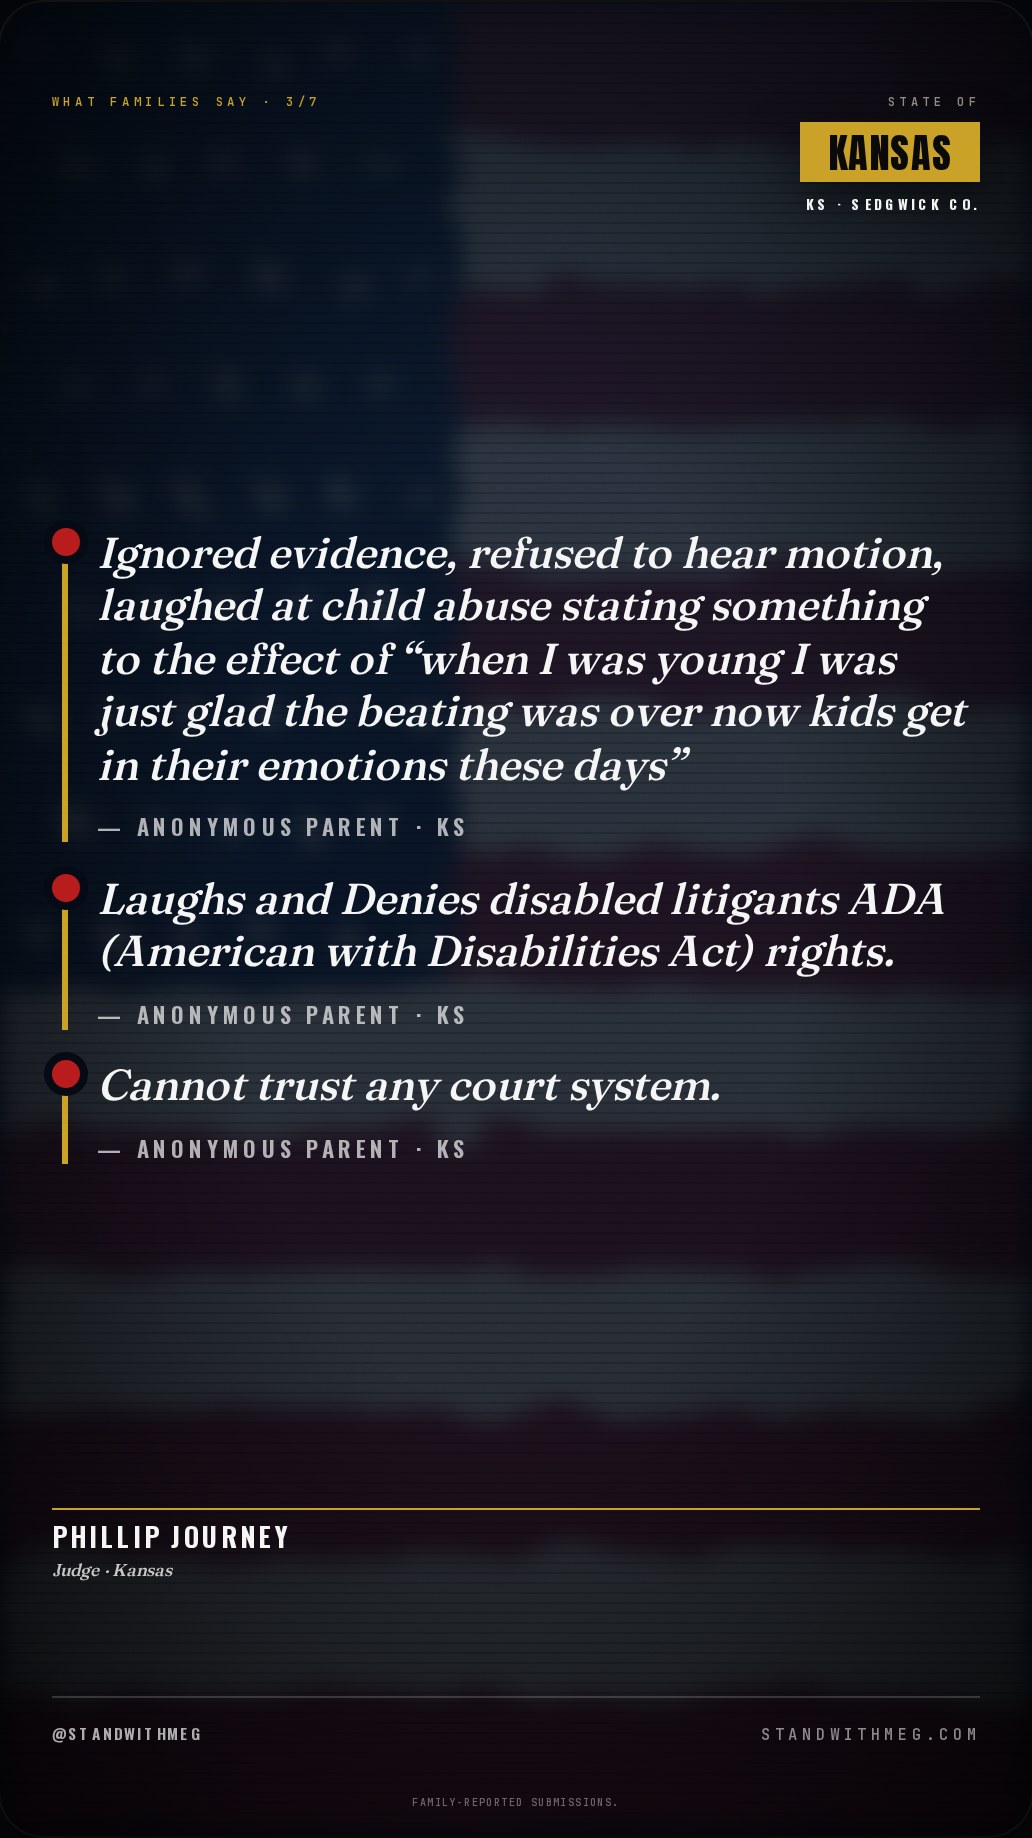 WHAT FAMILIES SAY · 3/7
STATE OF
KANSAS
KS · SEDGWICK CO.
Ignored evidence, refused to hear motion,
laughed at child abuse stating something
to the effect of “when I was young I was
just glad the beating was over now kids get
in their emotions these days”
— ANONYMOUS PARENT · KS
Laughs and Denies disabled litigants ADA
(American with Disabilities Act) rights.
— ANONYMOUS PARENT · KS
Cannot trust any court system.
— ANONYMOUS PARENT · KS
PHILLIP JOURNEY
Judge · Kansas
@STANDWITHMEG
STANDWITHMEG.COM
FAMILY-REPORTED SUBMISSIONS.